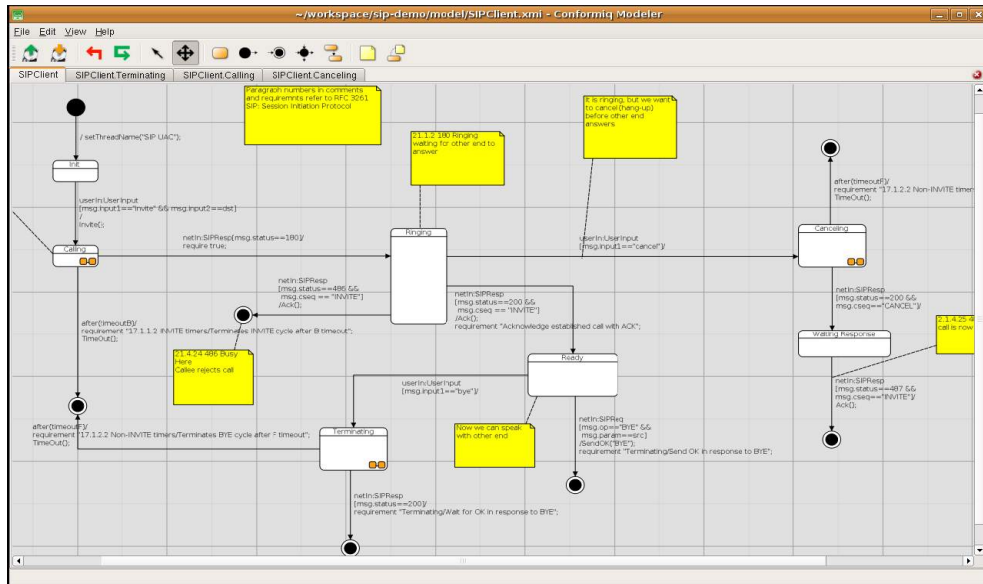 ~/workspace/sip-demo/model/SIPClient.xmi - Conformiq Modeler
File Edit View Help
SIPClient
SIPClient.Terminating
SIPClient.Calling
SIPClient.Canceling
/ setThreadName("SIP UAC");
Init
userIn:UserInput
[msg.input1=="invite" && msg.input2==dst]
/
Invite();
Calling
Paragraph numbers in comments
and requiremnts refer to RFC 3261
SIP: Session Initiation Protocol
21.1.2 180 Ringing
waiting for other end to
answer
It is ringing, but we want
to cancel(hang-up)
before other end
answers
netIn:SIPResp[msg.status==180]/
require true;
Ringing
userIn:UserInput
[msg.input1=="cancel"]/
after(timeoutF)/
requirement "17.1.2.2 Non-INVITE timers
TimeOut();
Canceling
netIn:SIPResp
[msg.status==486 &&
msg.cseq == "INVITE"]
/Ack();
netIn:SIPResp
[msg.status==200 &&
msg.cseq == "INVITE"]
/Ack();
requirement "Acknowledge established call with ACK";
netIn:SIPResp
[msg.status==200 &&
msg.cseq=="CANCEL"]/
Waiting Response
2.1.4.25 4
call is now
after(timeoutB)/
requirement "17.1.1.2 INVITE timers/Terminates INVITE cycle after B timeout";
TimeOut();
21.4.24 486 Busy
Here
Callee rejects call
Ready
userIn:UserInput
[msg.input1=="bye"]/
netIn:SIPResp
[msg.status==487 &&
msg.cseq=="INVITE"]/
Ack();
after(timeoutF)/
requirement "17.1.2.2 Non-INVITE timers/Terminates BYE cycle after F timeout";
TimeOut();
Terminating
Now we can speak
with other end
netIn:SIPReq
[msg.op=="BYE" &&
msg.param==src]
/SendOK("BYE");
requirement "Terminating/Send OK in response to BYE";
netIn:SIPResp
[msg.status==200]/
requirement "Terminating/Wait for OK in response to BYE";